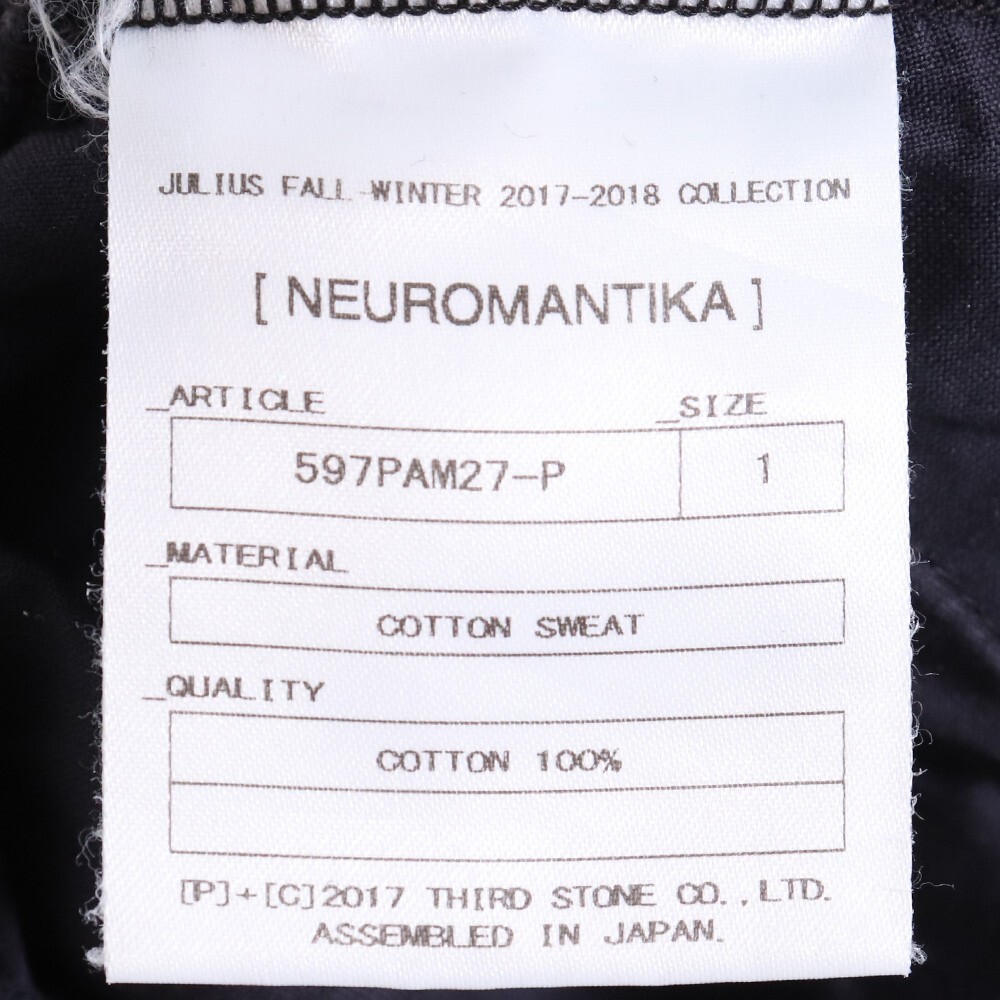 JULIUS FALL-WINTER 2017-2018 COLLECTION
[ NEUROMANTIKA ]
_ARTICLE _SIZE
597PAM27-P 1
_MATERIAL
COTTON SWEAT
_QUALITY
COTTON 100%
[P]+[C]2017 THIRD STONE CO.,LTD.
ASSEMBLED IN JAPAN.